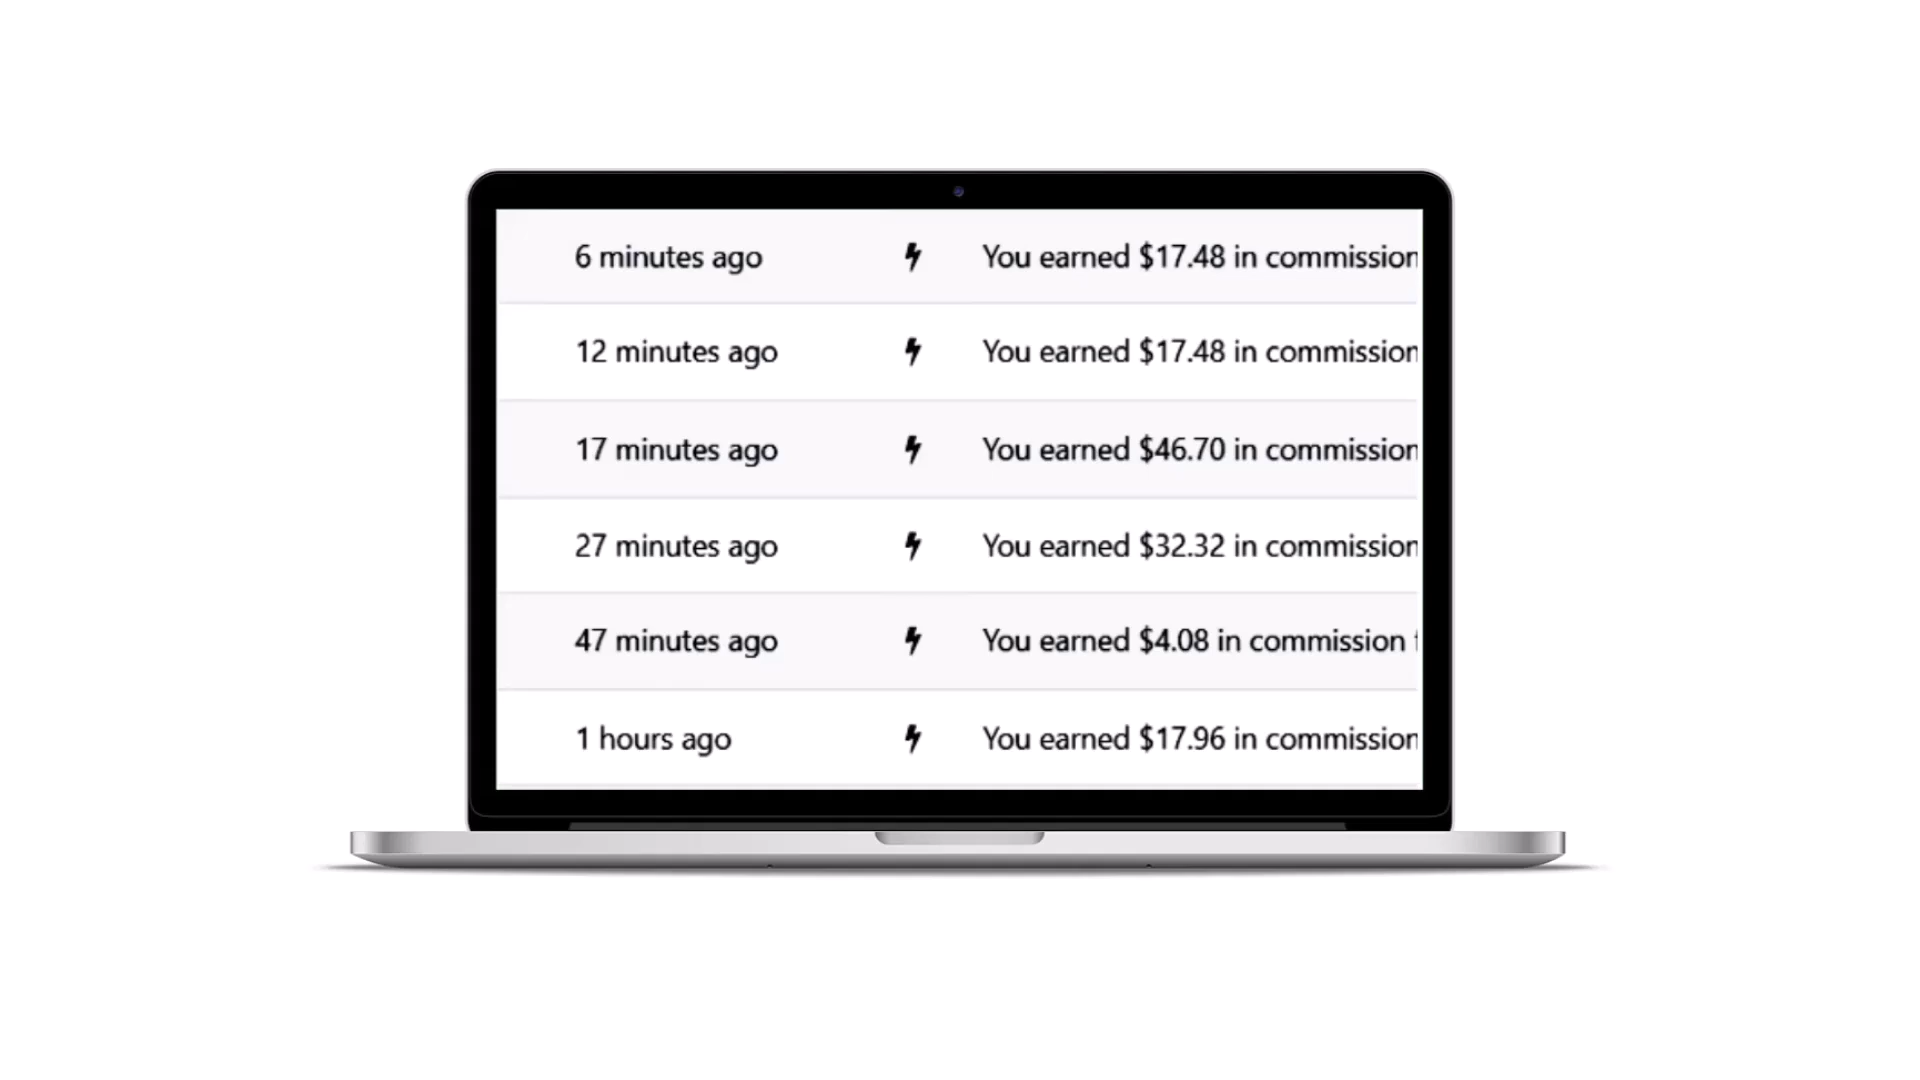 6 minutes ago You earned $17.48 in commission
12 minutes ago You earned $17.48 in commission
17 minutes ago You earned $46.70 in commission
27 minutes ago You earned $32.32 in commission
47 minutes ago You earned $4.08 in commission
1 hours ago You earned $17.96 in commission